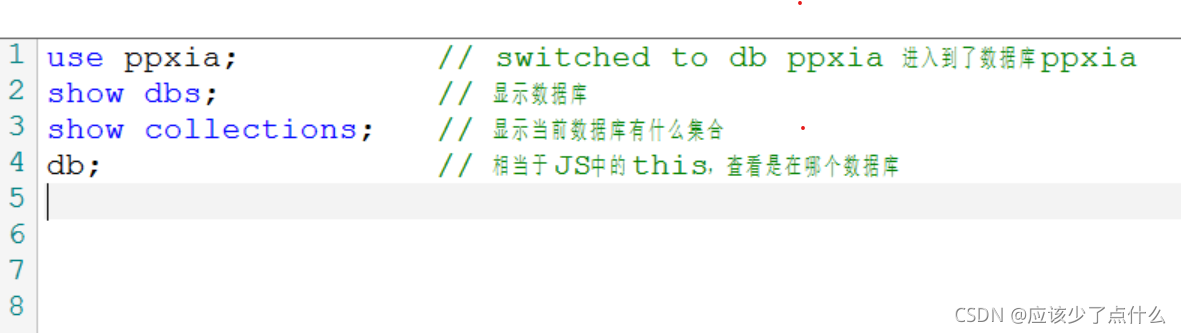 1 use ppxia; // switched to db ppxia 进入到了数据库ppxia
2 show dbs; // 显示数据库
3 show collections; // 显示当前数据库有什么集合
4 db; // 相当于JS中的this，查看是在哪个数据库
5
6
7
8
CSDN @应该少了点什么